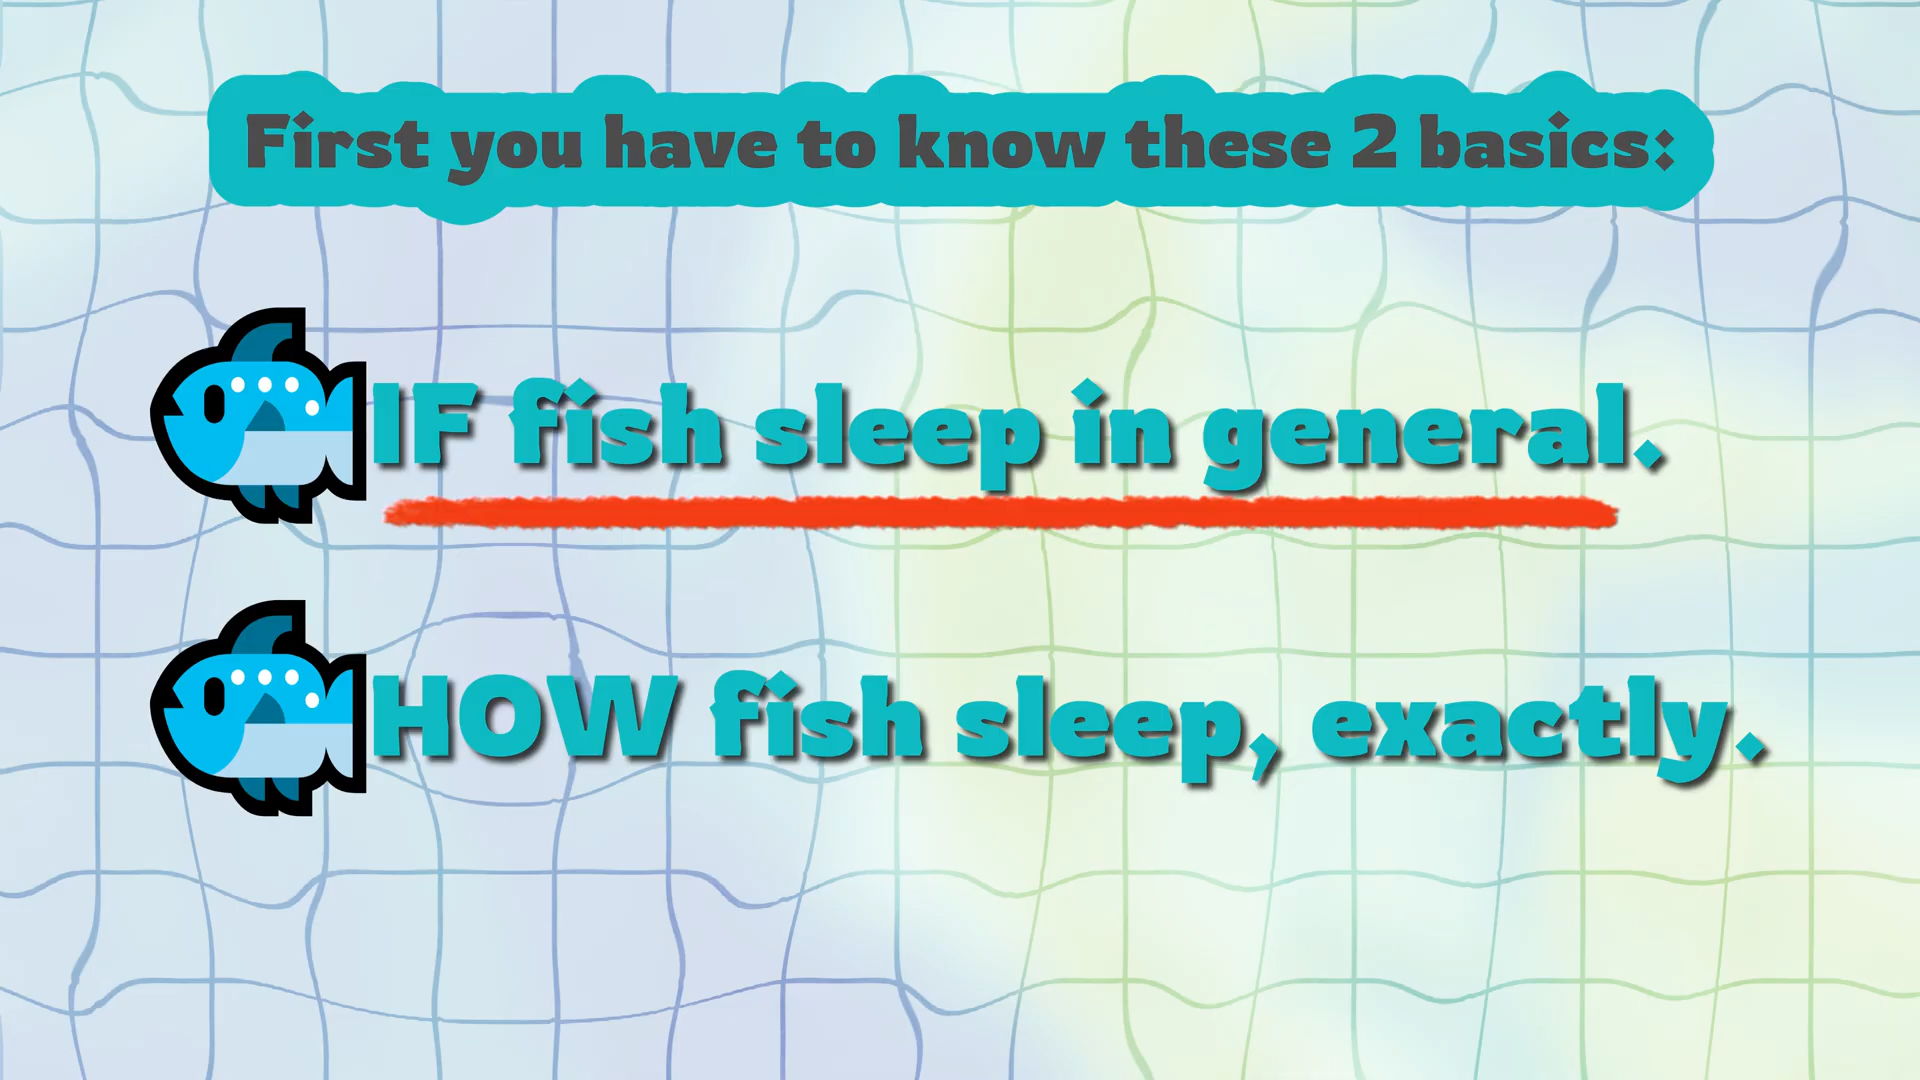 First you have to know these 2 basics:
IF fish sleep in general.
HOW fish sleep, exactly.